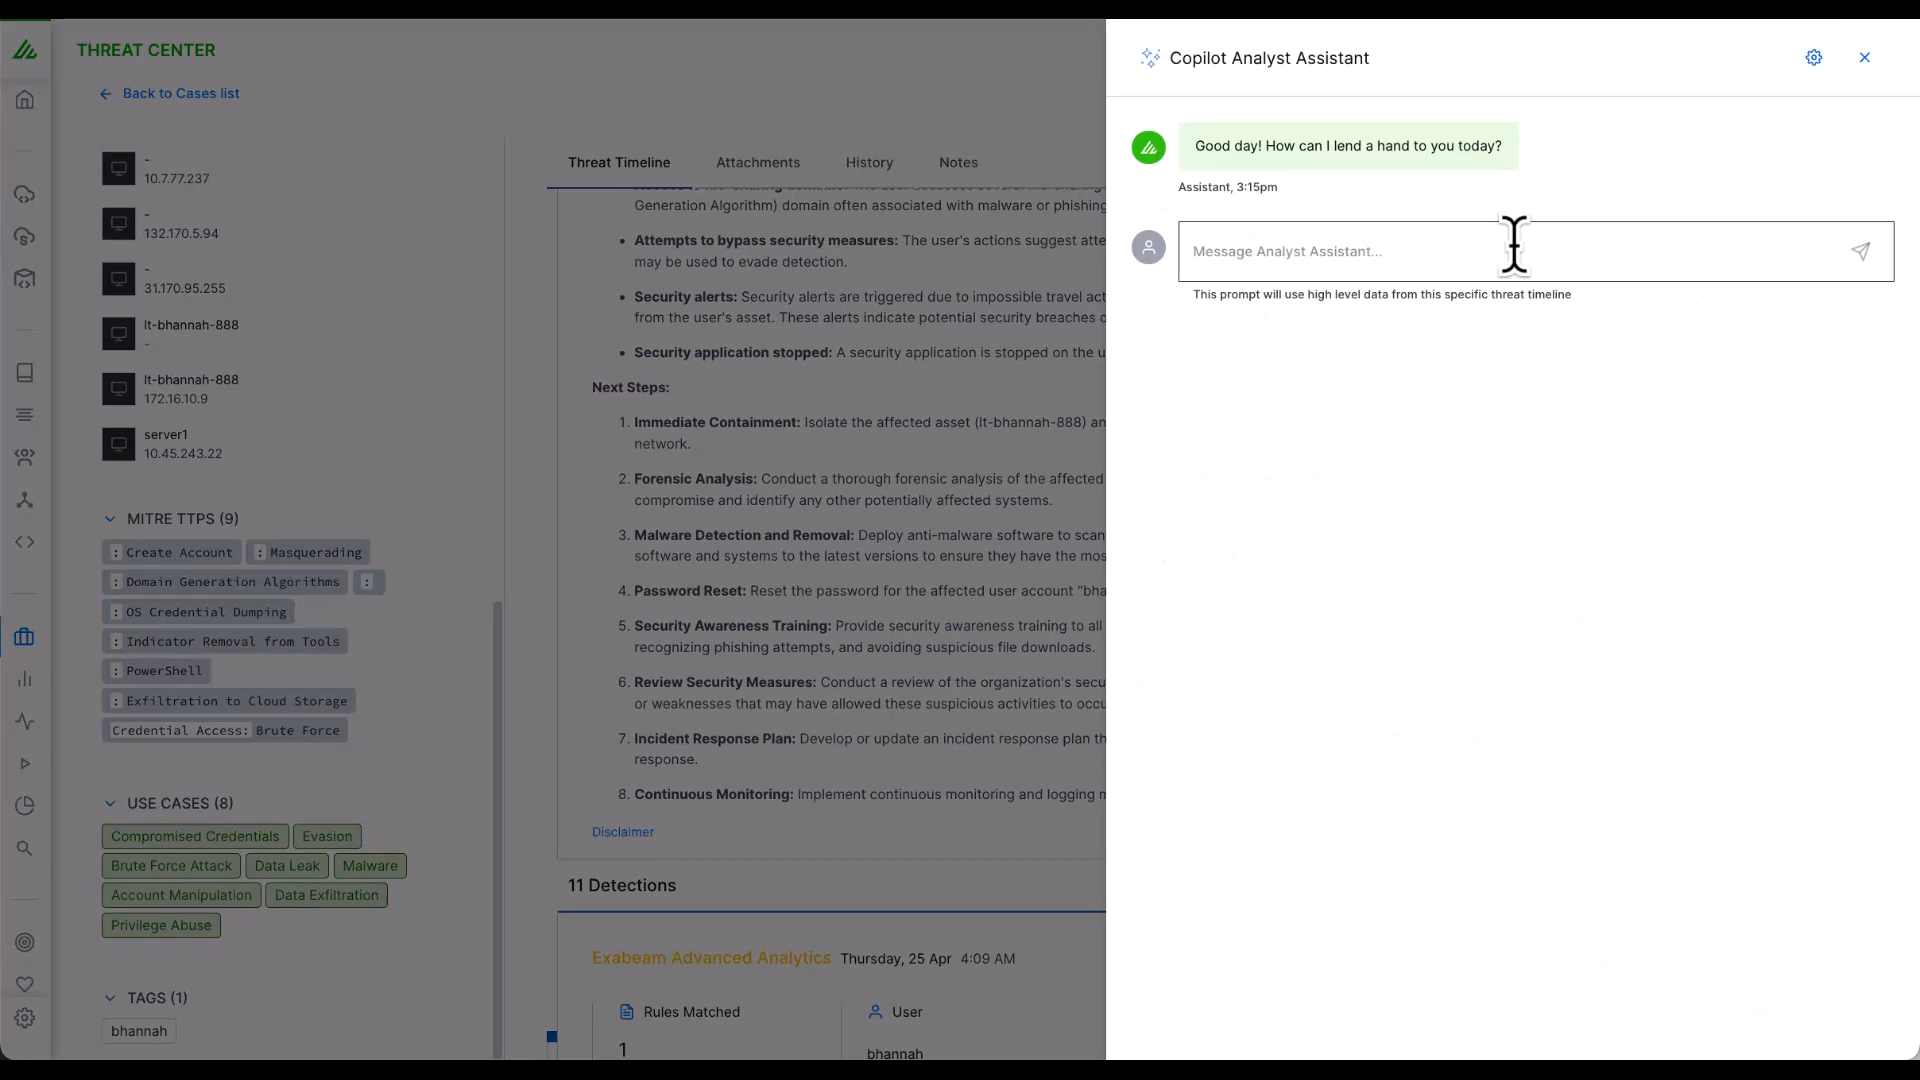 THREAT CENTER
Back to Cases list
-
10.7.77.237
-
132.170.5.94
-
31.170.95.255
lt-bhannah-888
-
lt-bhannah-888
172.16.10.9
server1
10.45.243.22
MITRE TTPS (9)
: Create Account : Masquerading
: Domain Generation Algorithms :
: OS Credential Dumping
: Indicator Removal from Tools
: PowerShell
: Exfiltration to Cloud Storage
Credential Access: Brute Force
USE CASES (8)
Compromised Credentials Evasion
Brute Force Attack Data Leak Malware
Account Manipulation Data Exfiltration
Privilege Abuse
TAGS (1)
bhannah
Threat Timeline Attachments History Notes
Generation Algorithm) domain often associated with malware or phishing
• Attempts to bypass security measures: The user's actions suggest atte
may be used to evade detection.
• Security alerts: Security alerts are triggered due to impossible travel act
from the user's asset. These alerts indicate potential security breaches c
• Security application stopped: A security application is stopped on the u
Next Steps:
1. Immediate Containment: Isolate the affected asset (lt-bhannah-888) an
network.
2. Forensic Analysis: Conduct a thorough forensic analysis of the affected
compromise and identify any other potentially affected systems.
3. Malware Detection and Removal: Deploy anti-malware software to scan
software and systems to the latest versions to ensure they have the mos
4. Password Reset: Reset the password for the affected user account "bha
5. Security Awareness Training: Provide security awareness training to all
recognizing phishing attempts, and avoiding suspicious file downloads.
6. Review Security Measures: Conduct a review of the organization's secu
or weaknesses that may have allowed these suspicious activities to occu
7. Incident Response Plan: Develop or update an incident response plan th
response.
8. Continuous Monitoring: Implement continuous monitoring and logging m
Disclaimer
11 Detections
Exabeam Advanced Analytics Thursday, 25 Apr 4:09 AM
Rules Matched
1
User
bhannah
Copilot Analyst Assistant
Good day! How can I lend a hand to you today?
Assistant, 3:15pm
Message Analyst Assistant...
This prompt will use high level data from this specific threat timeline